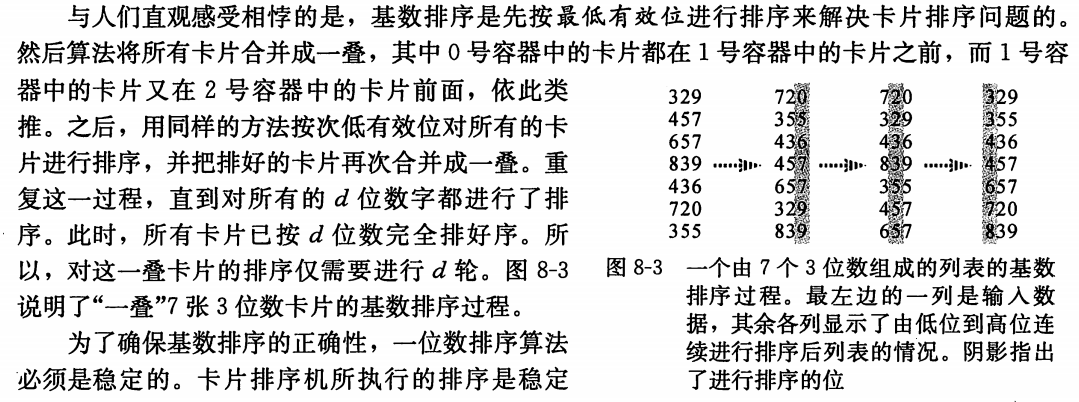 与人们直观感受相悖的是，基数排序是先按最低有效位进行排序来解决卡片排序问题的。
然后算法将所有卡片合并成一叠，其中 0 号容器中的卡片都在 1 号容器中的卡片之前，而 1 号容
器中的卡片又在 2 号容器中的卡片前面，依此类
推。之后，用同样的方法按次低有效位对所有的卡
片进行排序，并把排好的卡片再次合并成一叠。重
复这一过程，直到对所有的 d 位数字都进行了排
序。此时，所有卡片已按 d 位数完全排好序。所
以，对这一叠卡片的排序仅需要进行 d 轮。图 8-3
说明了“一叠”7 张 3 位数卡片的基数排序过程。
为了确保基数排序的正确性，一位数排序算法
必须是稳定的。卡片排序机所执行的排序是稳定
329 720 720 329
457 355 329 355
657 436 436 436
839 457 839 457
436 657 355 657
720 329 457 720
355 839 657 839
图 8-3 一个由 7 个 3 位数组成的列表的基数
排序过程。最左边的一列是输入数
据，其余各列显示了由低位到高位连
续进行排序后列表的情况。阴影指出
了进行排序的位